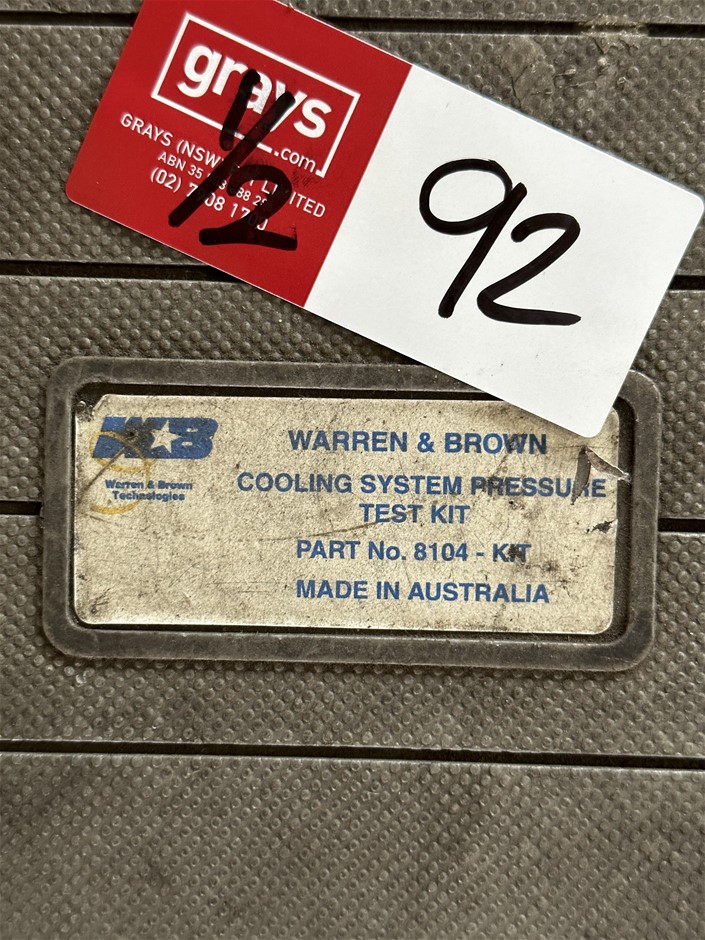 grays
.com
GRAYS (NSW) LIMITED
ABN 35
(02)
1/2
92
WB
Warren & Brown
Technologies
WARREN & BROWN
COOLING SYSTEM PRESSURE
TEST KIT
PART No. 8104 - KIT
MADE IN AUSTRALIA